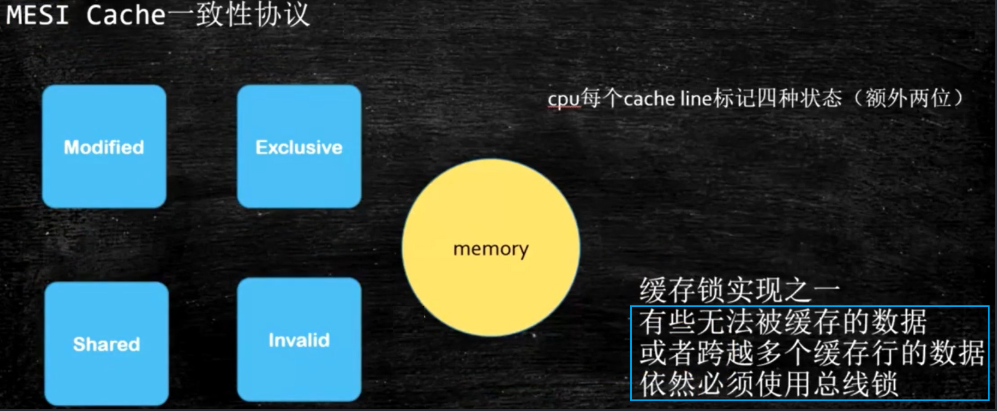 MESI Cache一致性协议
cpu每个cache line标记四种状态（额外两位）
Modified
Exclusive
memory
Shared
Invalid
缓存锁实现之一
有些无法被缓存的数据
或者跨越多个缓存行的数据
依然必须使用总线锁